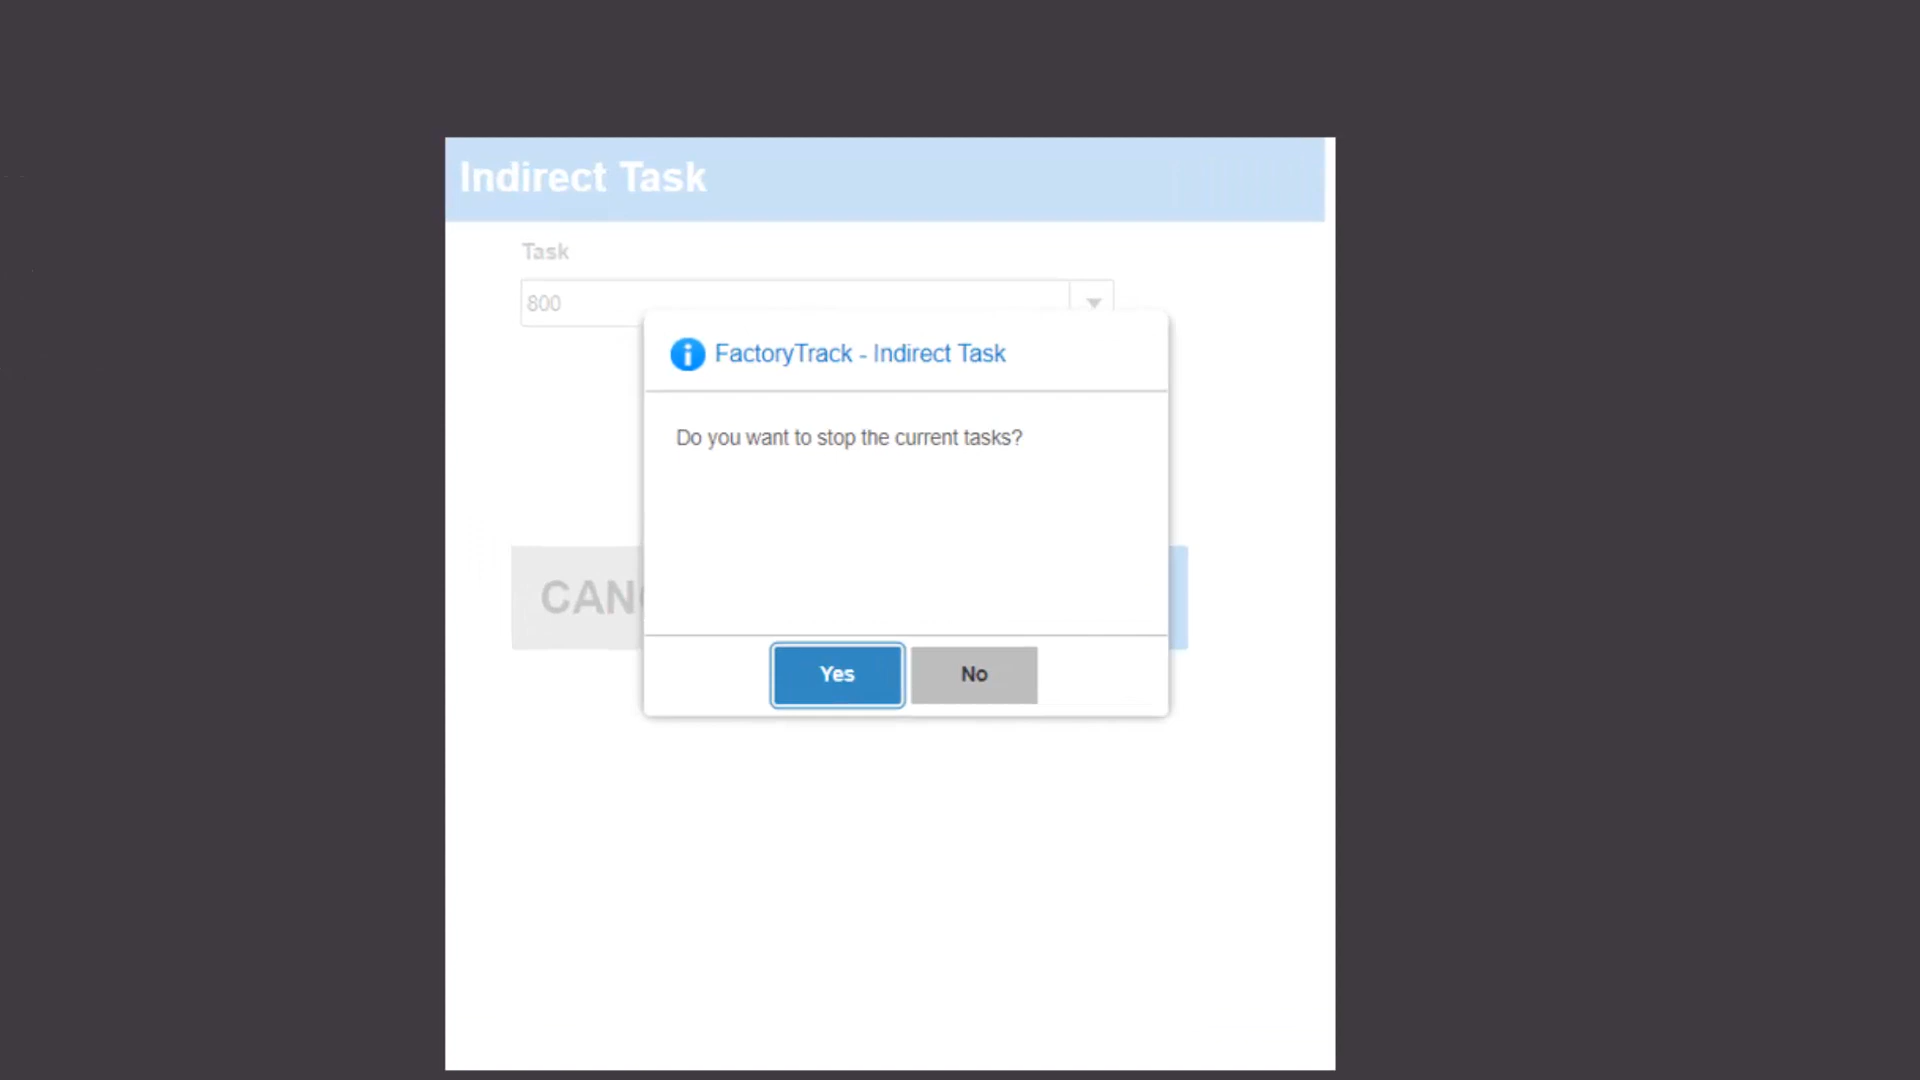 Indirect Task
Task
800
FactoryTrack - Indirect Task
Do you want to stop the current tasks?
CAN
Yes
No